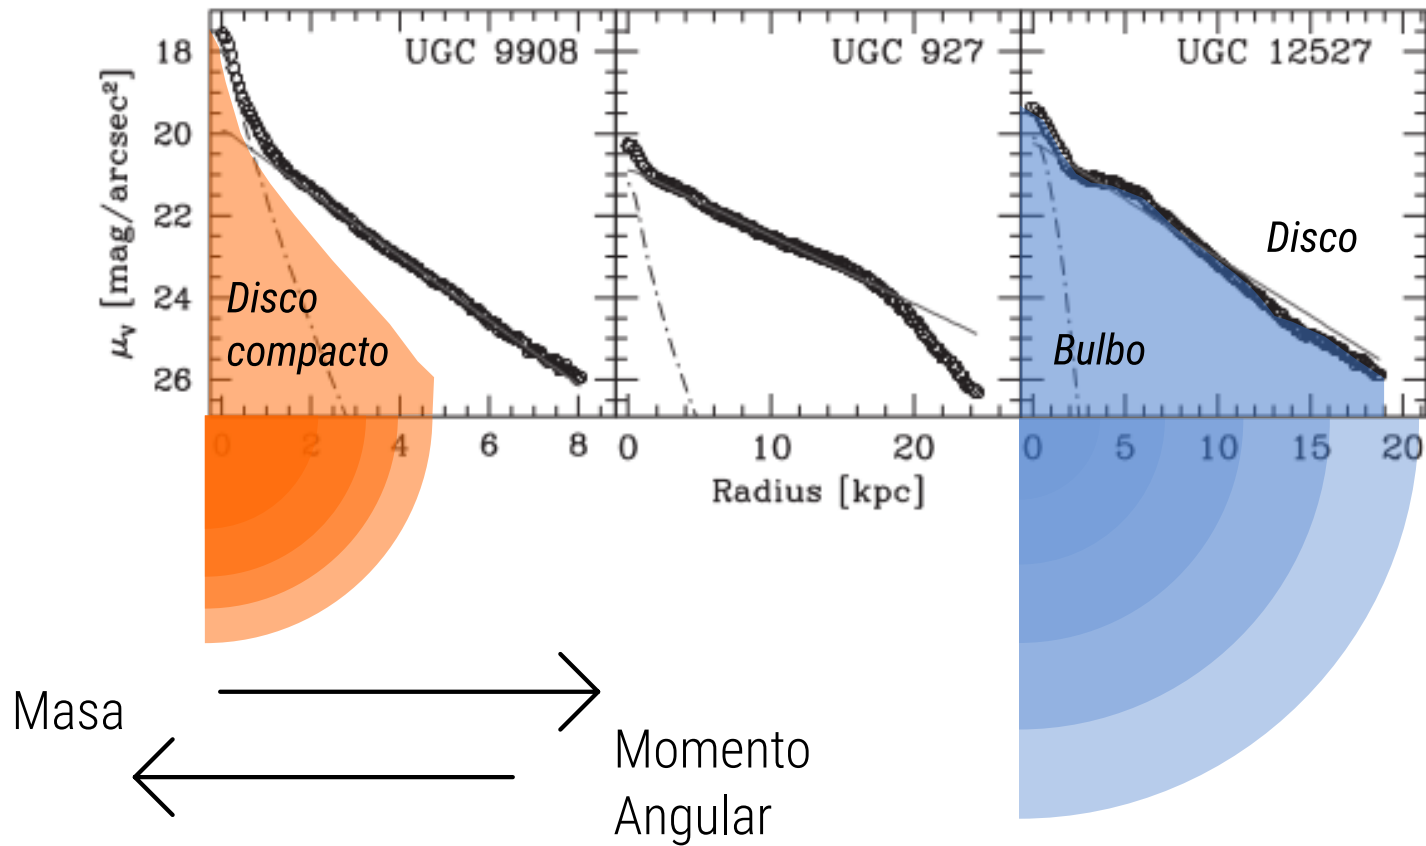 UGC 9908
UGC 927
UGC 12527
μv [mag/arcsec²]
18
20
22
24
26
Disco
compacto
Disco
Bulbo
0 2 4 6 8
0 10 20
0 5 10 15 20
Radius [kpc]
Masa
Momento
Angular